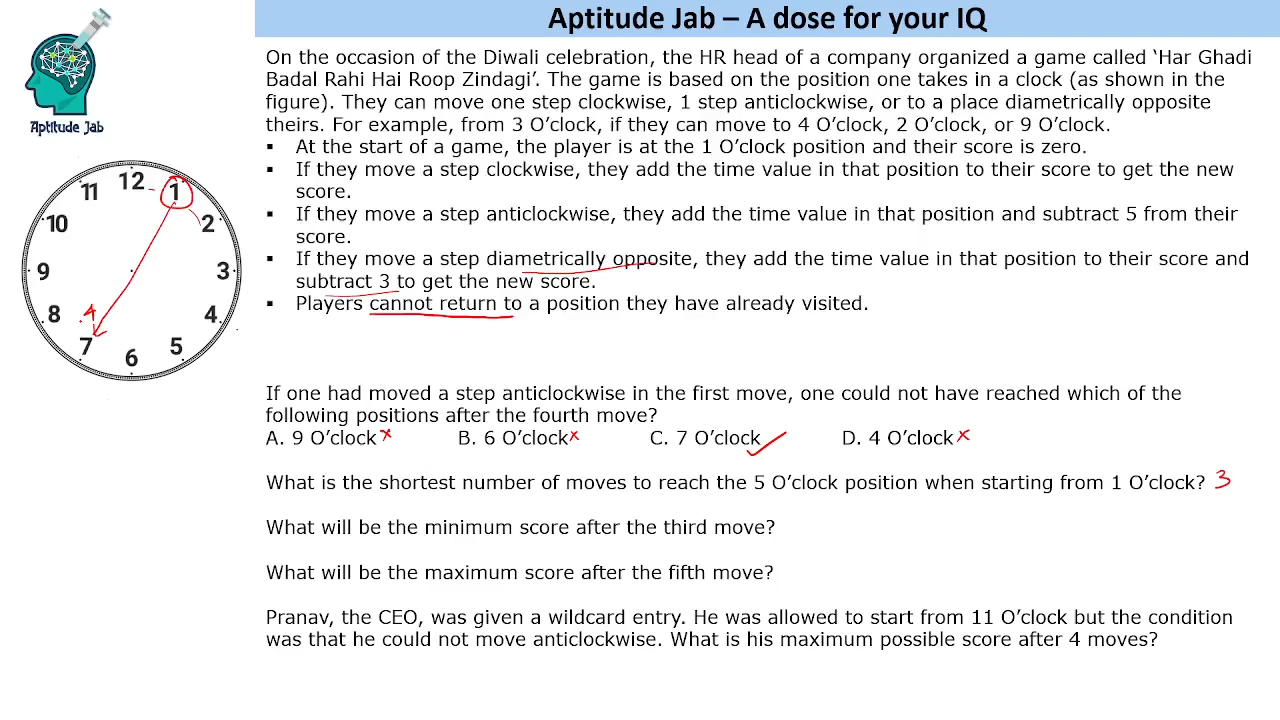 Aptitude Jab – A dose for your IQ
Aptitude Jab
On the occasion of the Diwali celebration, the HR head of a company organized a game called ‘Har Ghadi
Badal Rahi Hai Roop Zindagi’. The game is based on the position one takes in a clock (as shown in the
figure). They can move one step clockwise, 1 step anticlockwise, or to a place diametrically opposite
theirs. For example, from 3 O’clock, if they can move to 4 O’clock, 2 O’clock, or 9 O’clock.
▪ At the start of a game, the player is at the 1 O’clock position and their score is zero.
▪ If they move a step clockwise, they add the time value in that position to their score to get the new
score.
▪ If they move a step anticlockwise, they add the time value in that position and subtract 5 from their
score.
▪ If they move a step diametrically opposite, they add the time value in that position to their score and
subtract 3 to get the new score.
▪ Players cannot return to a position they have already visited.
12
11
1
10
2
9
3
8
4
4
7
5
6
If one had moved a step anticlockwise in the first move, one could not have reached which of the
following positions after the fourth move?
A. 9 O’clock x B. 6 O’clock x C. 7 O’clock ✓ D. 4 O’clock x
What is the shortest number of moves to reach the 5 O’clock position when starting from 1 O’clock? 3
What will be the minimum score after the third move?
What will be the maximum score after the fifth move?
Pranav, the CEO, was given a wildcard entry. He was allowed to start from 11 O’clock but the condition
was that he could not move anticlockwise. What is his maximum possible score after 4 moves?